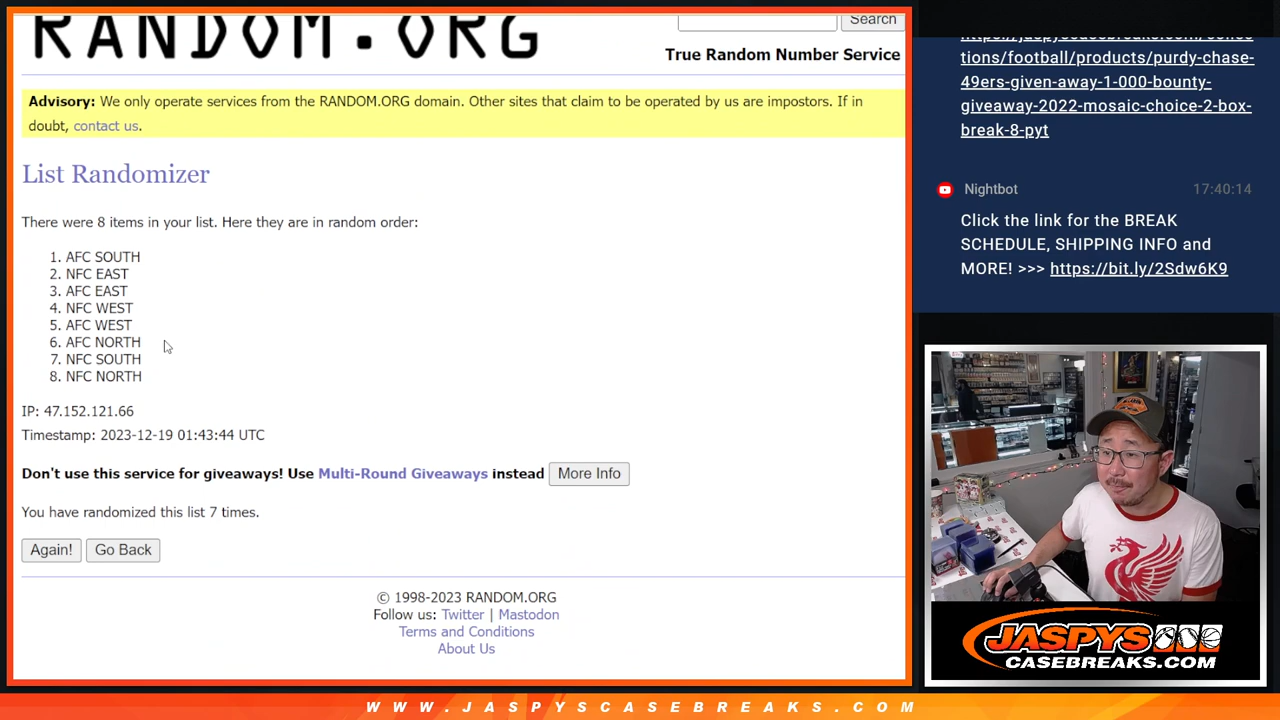 RANDOM.ORG
Search
True Random Number Service
Advisory: We only operate services from the RANDOM.ORG domain. Other sites that claim to be operated by us are impostors. If in
doubt, contact us.
List Randomizer
There were 8 items in your list. Here they are in random order:
1. AFC SOUTH
2. NFC EAST
3. AFC EAST
4. NFC WEST
5. AFC WEST
6. AFC NORTH
7. NFC SOUTH
8. NFC NORTH
IP: 47.152.121.66
Timestamp: 2023-12-19 01:43:44 UTC
Don't use this service for giveaways! Use Multi-Round Giveaways instead More Info
You have randomized this list 7 times.
Again! Go Back
© 1998-2023 RANDOM.ORG
Follow us: Twitter | Mastodon
Terms and Conditions
About Us
tions/football/products/purdy-chase-
49ers-given-away-1-000-bounty-
giveaway-2022-mosaic-choice-2-box-
break-8-pyt
Nightbot 17:40:14
Click the link for the BREAK
SCHEDULE, SHIPPING INFO and
MORE! >>> https://bit.ly/2Sdw6K9
JASPYS
CASEBREAKS.COM
WWW.JASPYSCASEBREAKS.COM